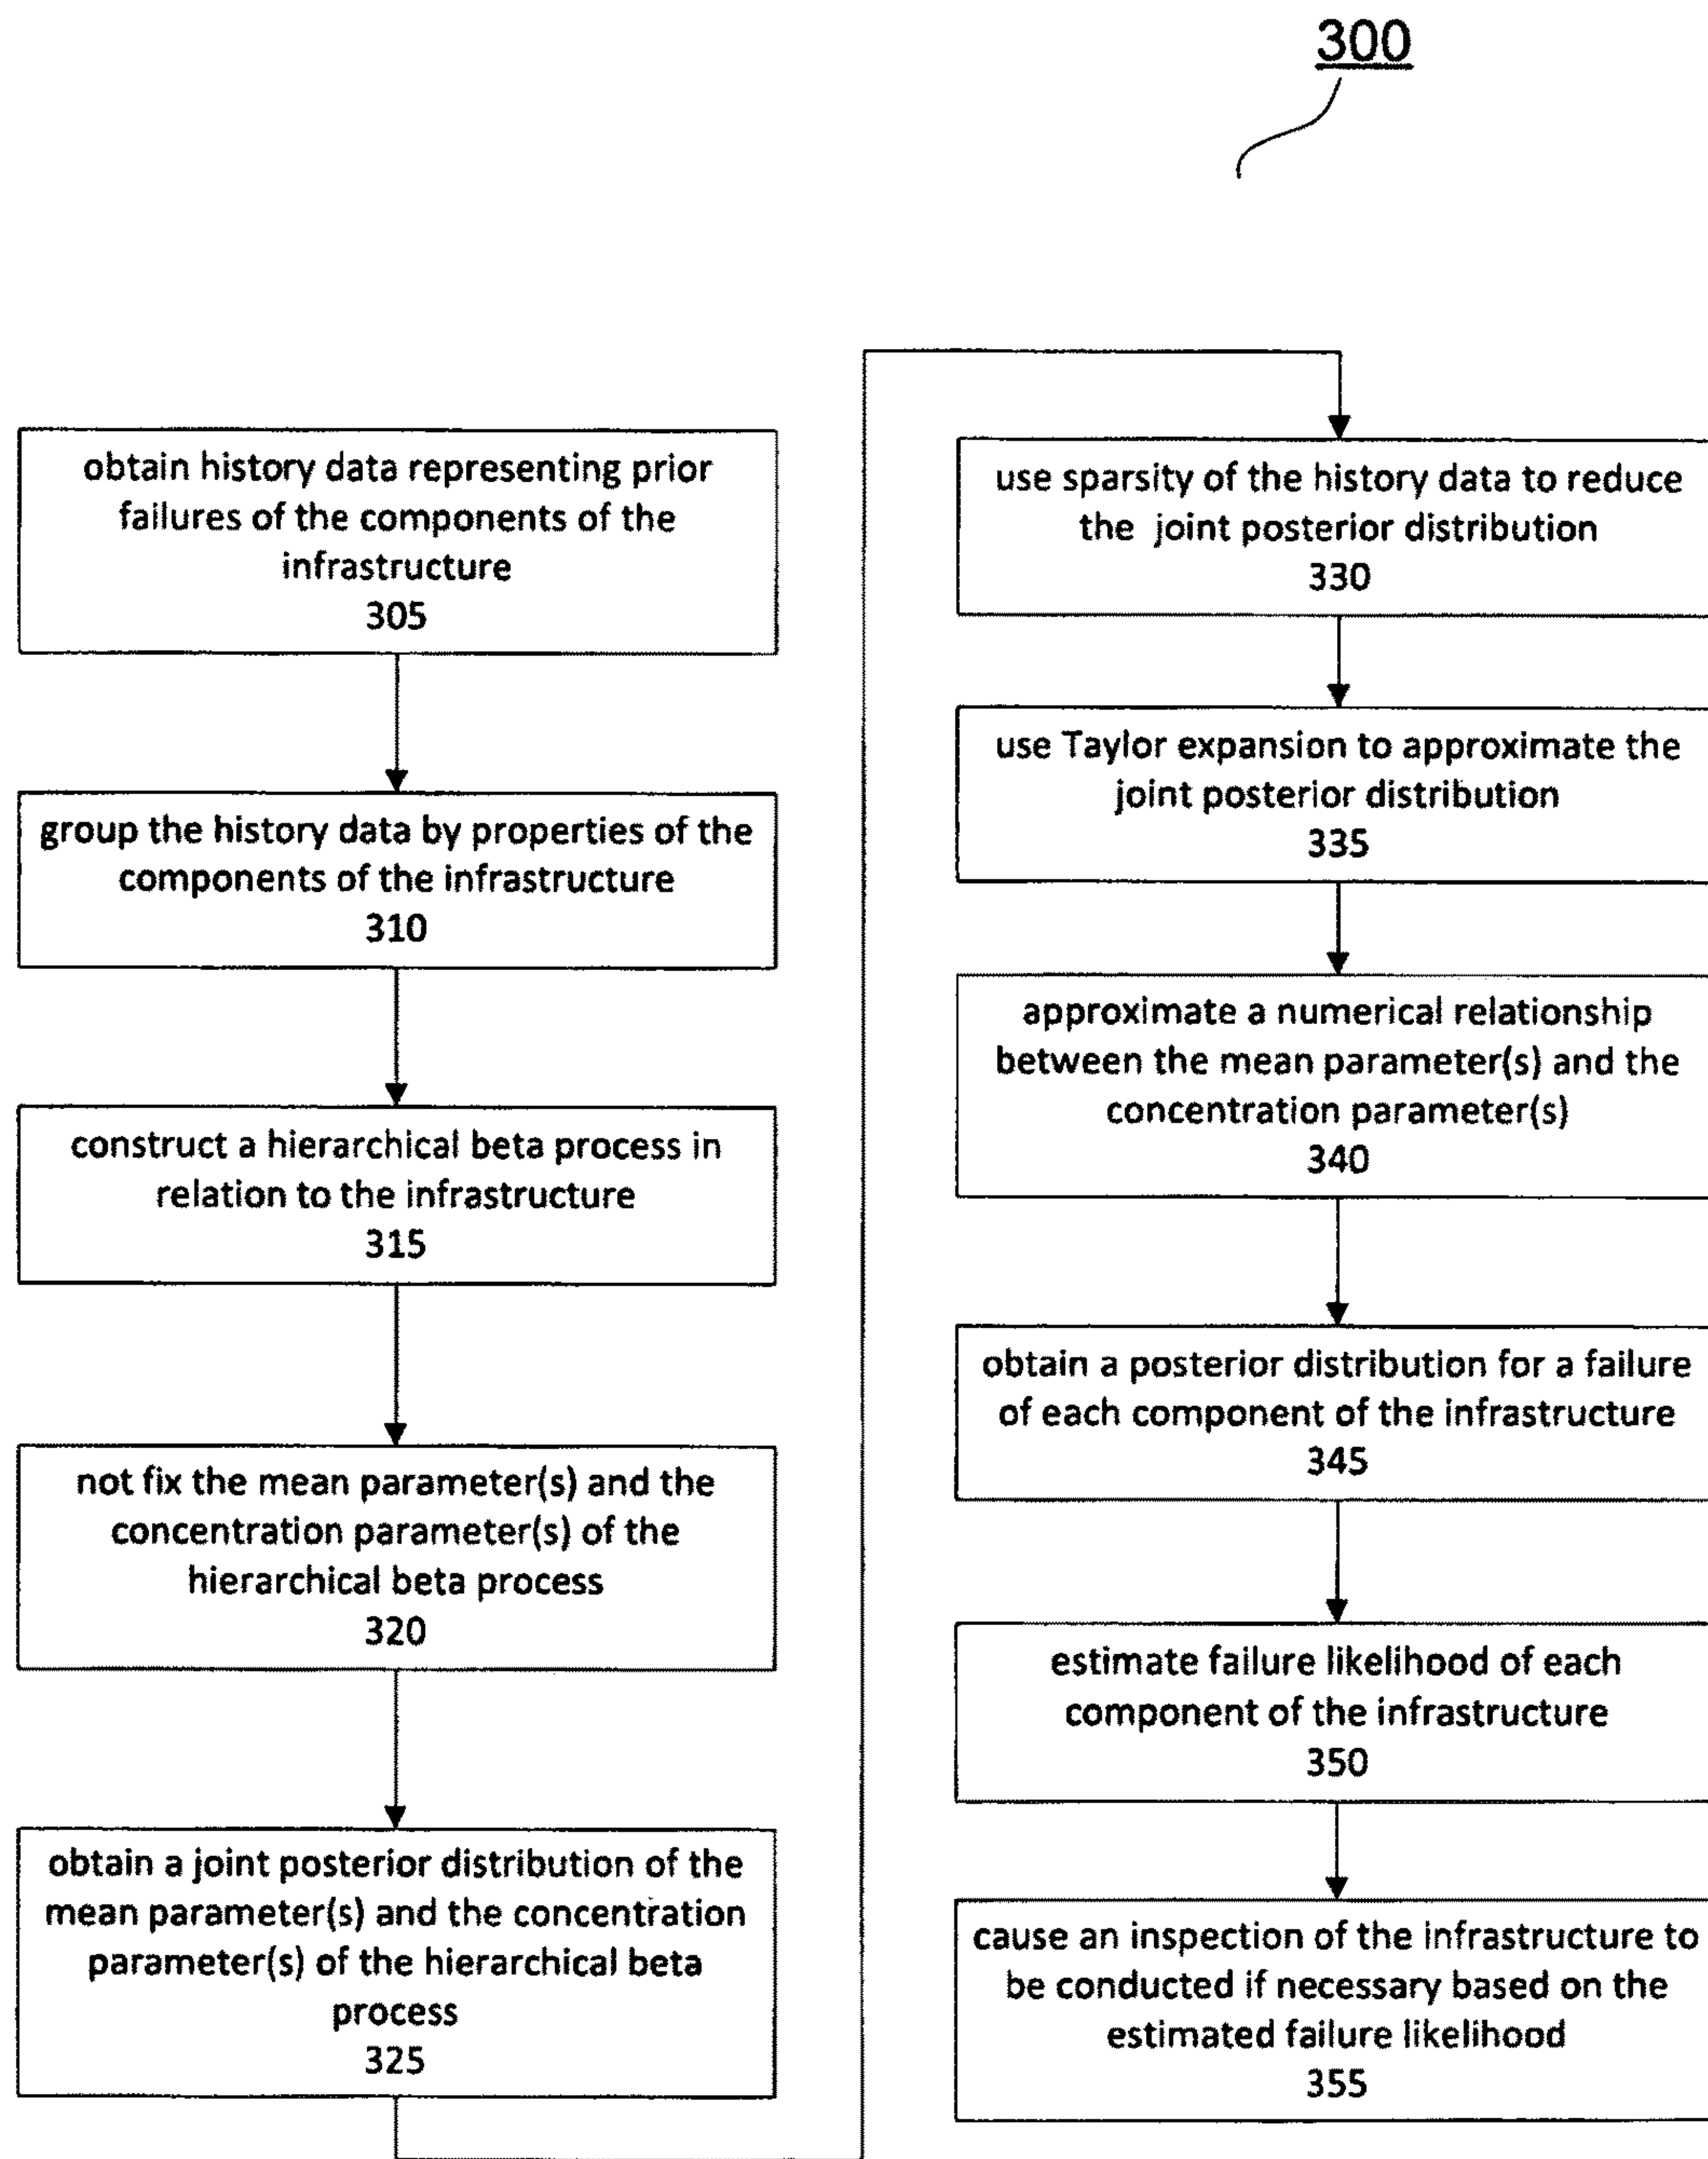 300
obtain history data representing prior
failures of the components of the
infrastructure
305
group the history data by properties of the
components of the infrastructure
310
construct a hierarchical beta process in
relation to the infrastructure
315
not fix the mean parameter(s) and the
concentration parameter(s) of the
hierarchical beta process
320
obtain a joint posterior distribution of the
mean parameter(s) and the concentration
parameter(s) of the hierarchical beta
process
325
use sparsity of the history data to reduce
the joint posterior distribution
330
use Taylor expansion to approximate the
joint posterior distribution
335
approximate a numerical relationship
between the mean parameter(s) and the
concentration parameter(s)
340
obtain a posterior distribution for a failure
of each component of the infrastructure
345
estimate failure likelihood of each
component of the infrastructure
350
cause an inspection of the infrastructure to
be conducted if necessary based on the
estimated failure likelihood
355